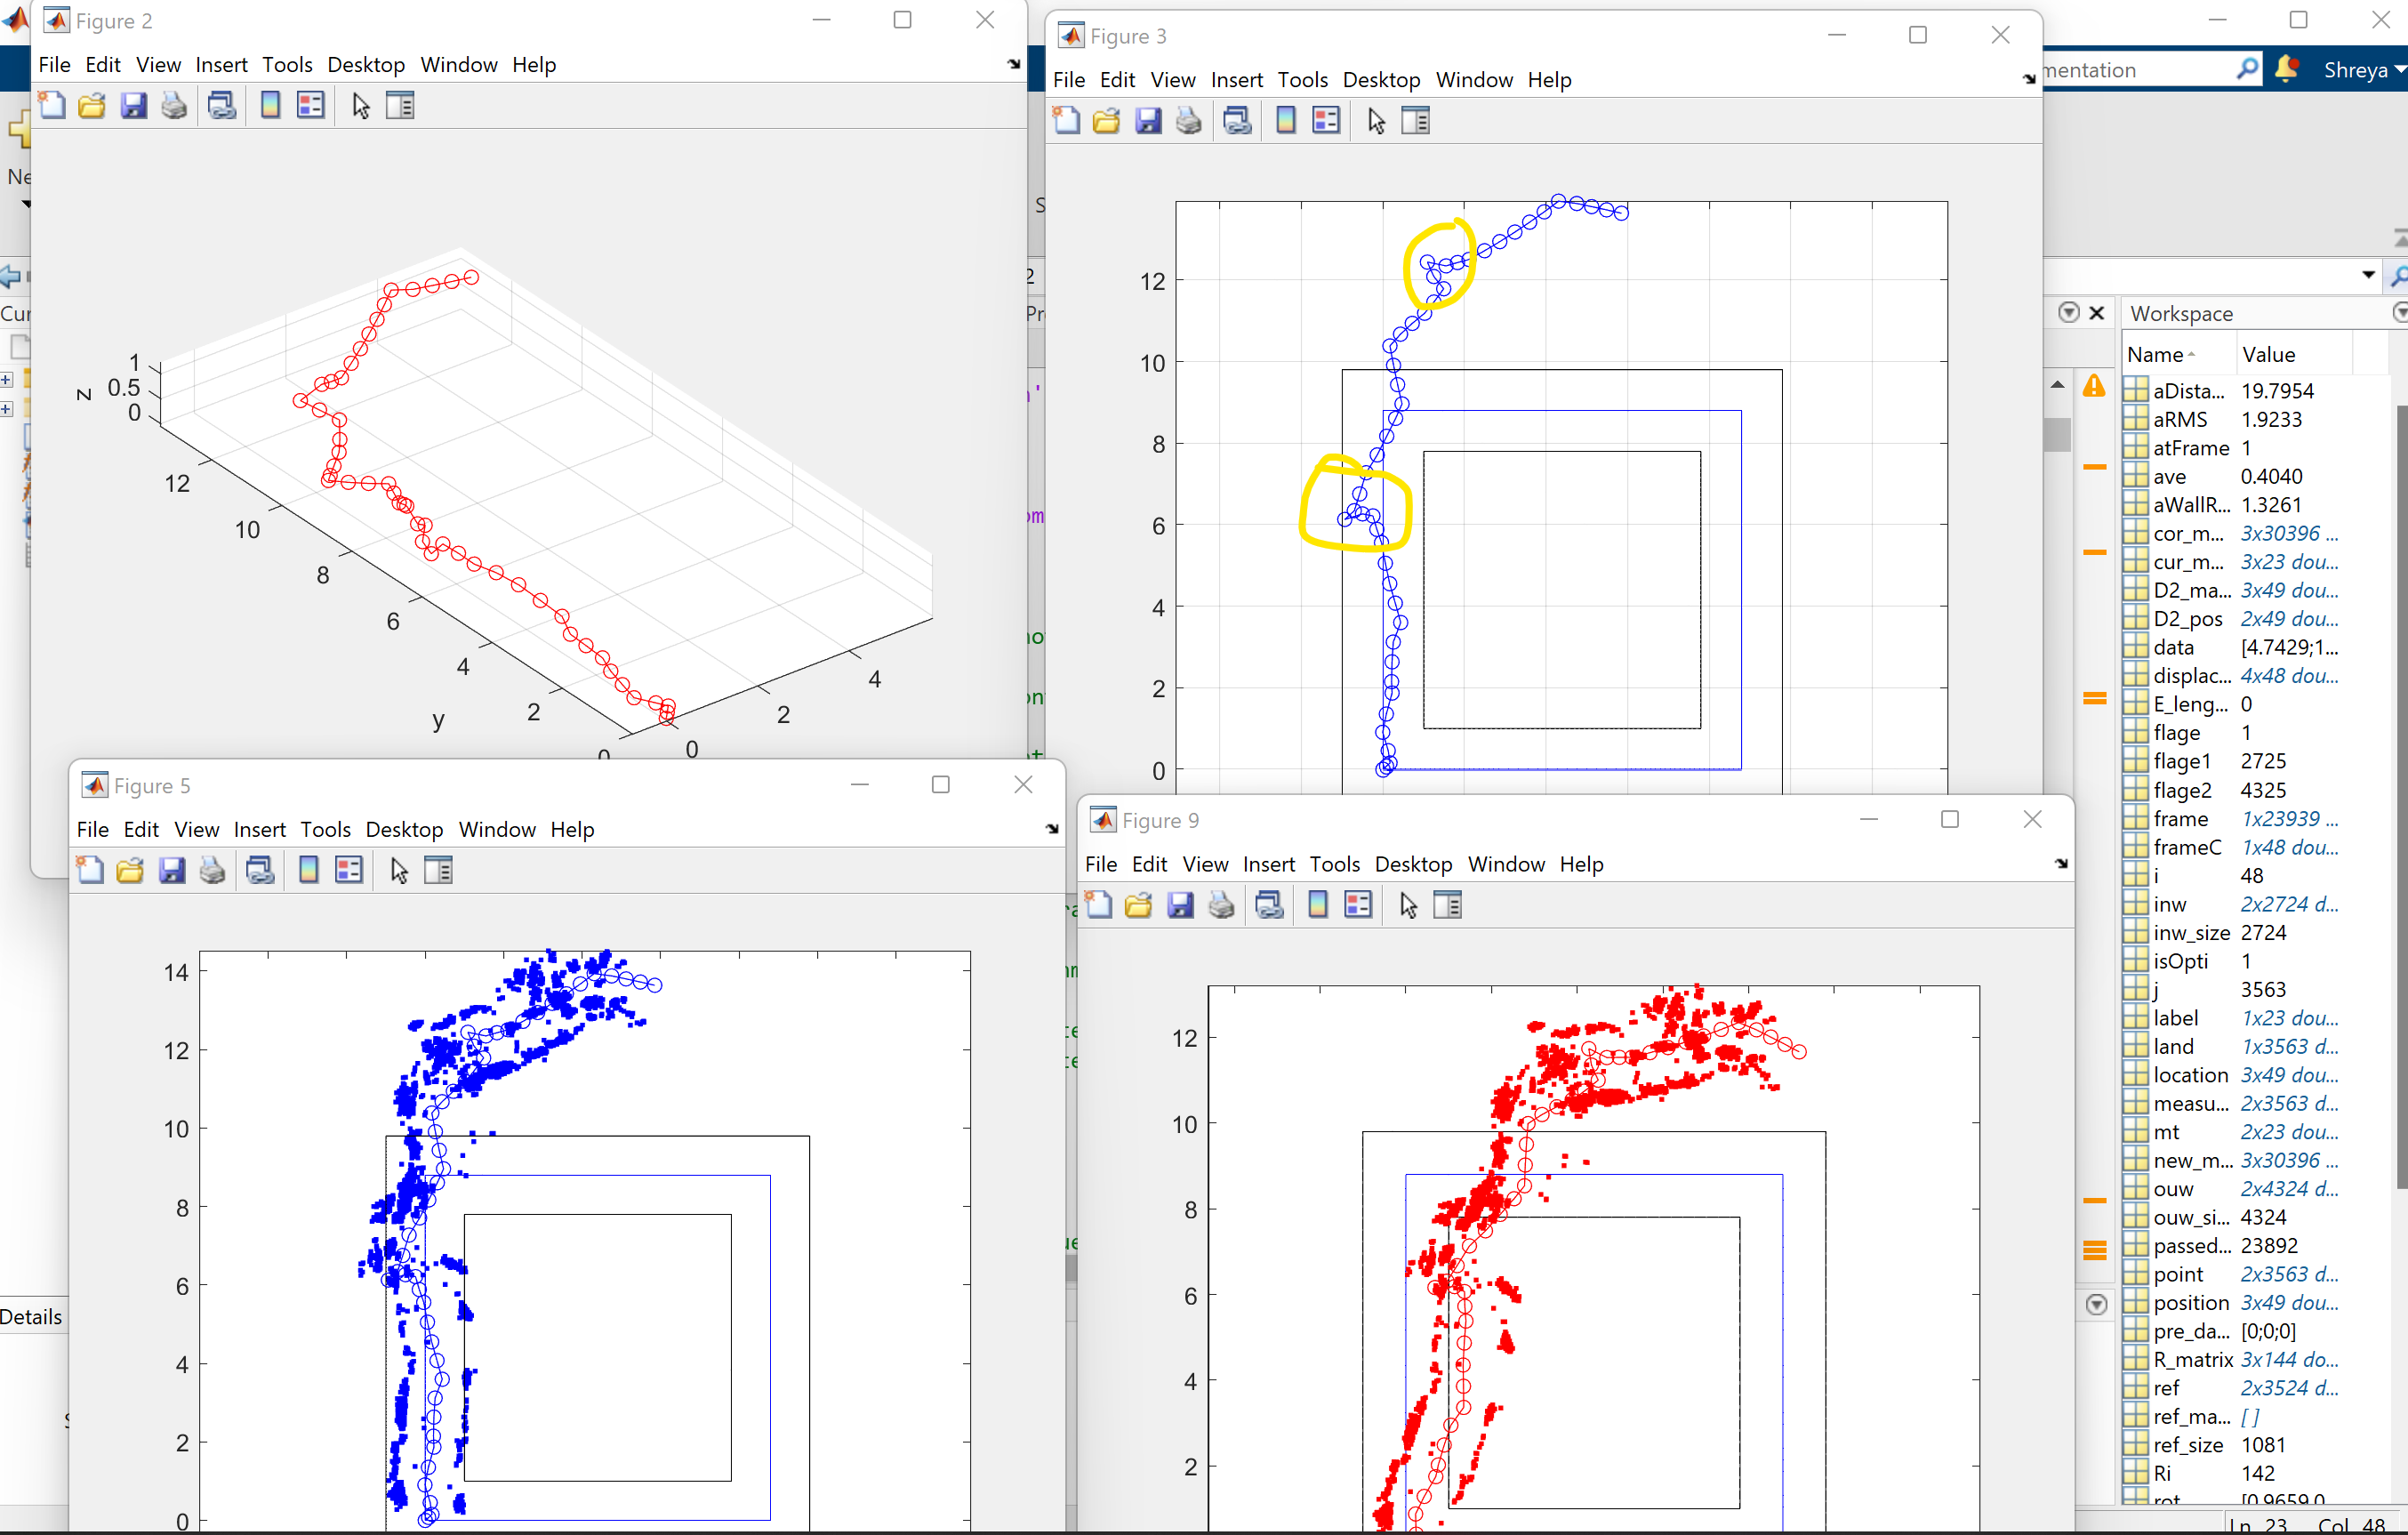 Figure 2
File Edit View Insert Tools Desktop Window Help
1
0.5
0
z
12
10
8
6
4
2
0
y
0
2
4
Figure 3
File Edit View Insert Tools Desktop Window Help
12
10
8
6
4
2
0
Figure 5
File Edit View Insert Tools Desktop Window Help
14
12
10
8
6
4
2
0
Figure 9
File Edit View Insert Tools Desktop Window Help
12
10
8
6
4
2
mentation
Shreya
Ne
Cur
Details
Workspace
Name Value
aDista... 19.7954
aRMS 1.9233
atFrame 1
ave 0.4040
aWallR... 1.3261
cor_m... 3x30396 ...
cur_m... 3x23 dou...
D2_ma... 3x49 dou...
D2_pos 2x49 dou...
data [4.7429;1...
displac... 4x48 dou...
E_leng... 0
flage 1
flage1 2725
flage2 4325
frame 1x23939 ...
frameC 1x48 dou...
i 48
inw 2x2724 d...
inw_size 2724
isOpti 1
j 3563
label 1x23 dou...
land 1x3563 d...
location 3x49 dou...
measu... 2x3563 d...
mt 2x23 dou...
new_m... 3x30396 ...
ouw 2x4324 d...
ouw_si... 4324
passed... 23892
point 2x3563 d...
position 3x49 dou...
pre_da... [0;0;0]
R_matrix 3x144 do...
ref 2x3524 d...
ref_ma... [ ]
ref_size 1081
Ri 142
rot [0.9659,0
Ln 23 Col 48